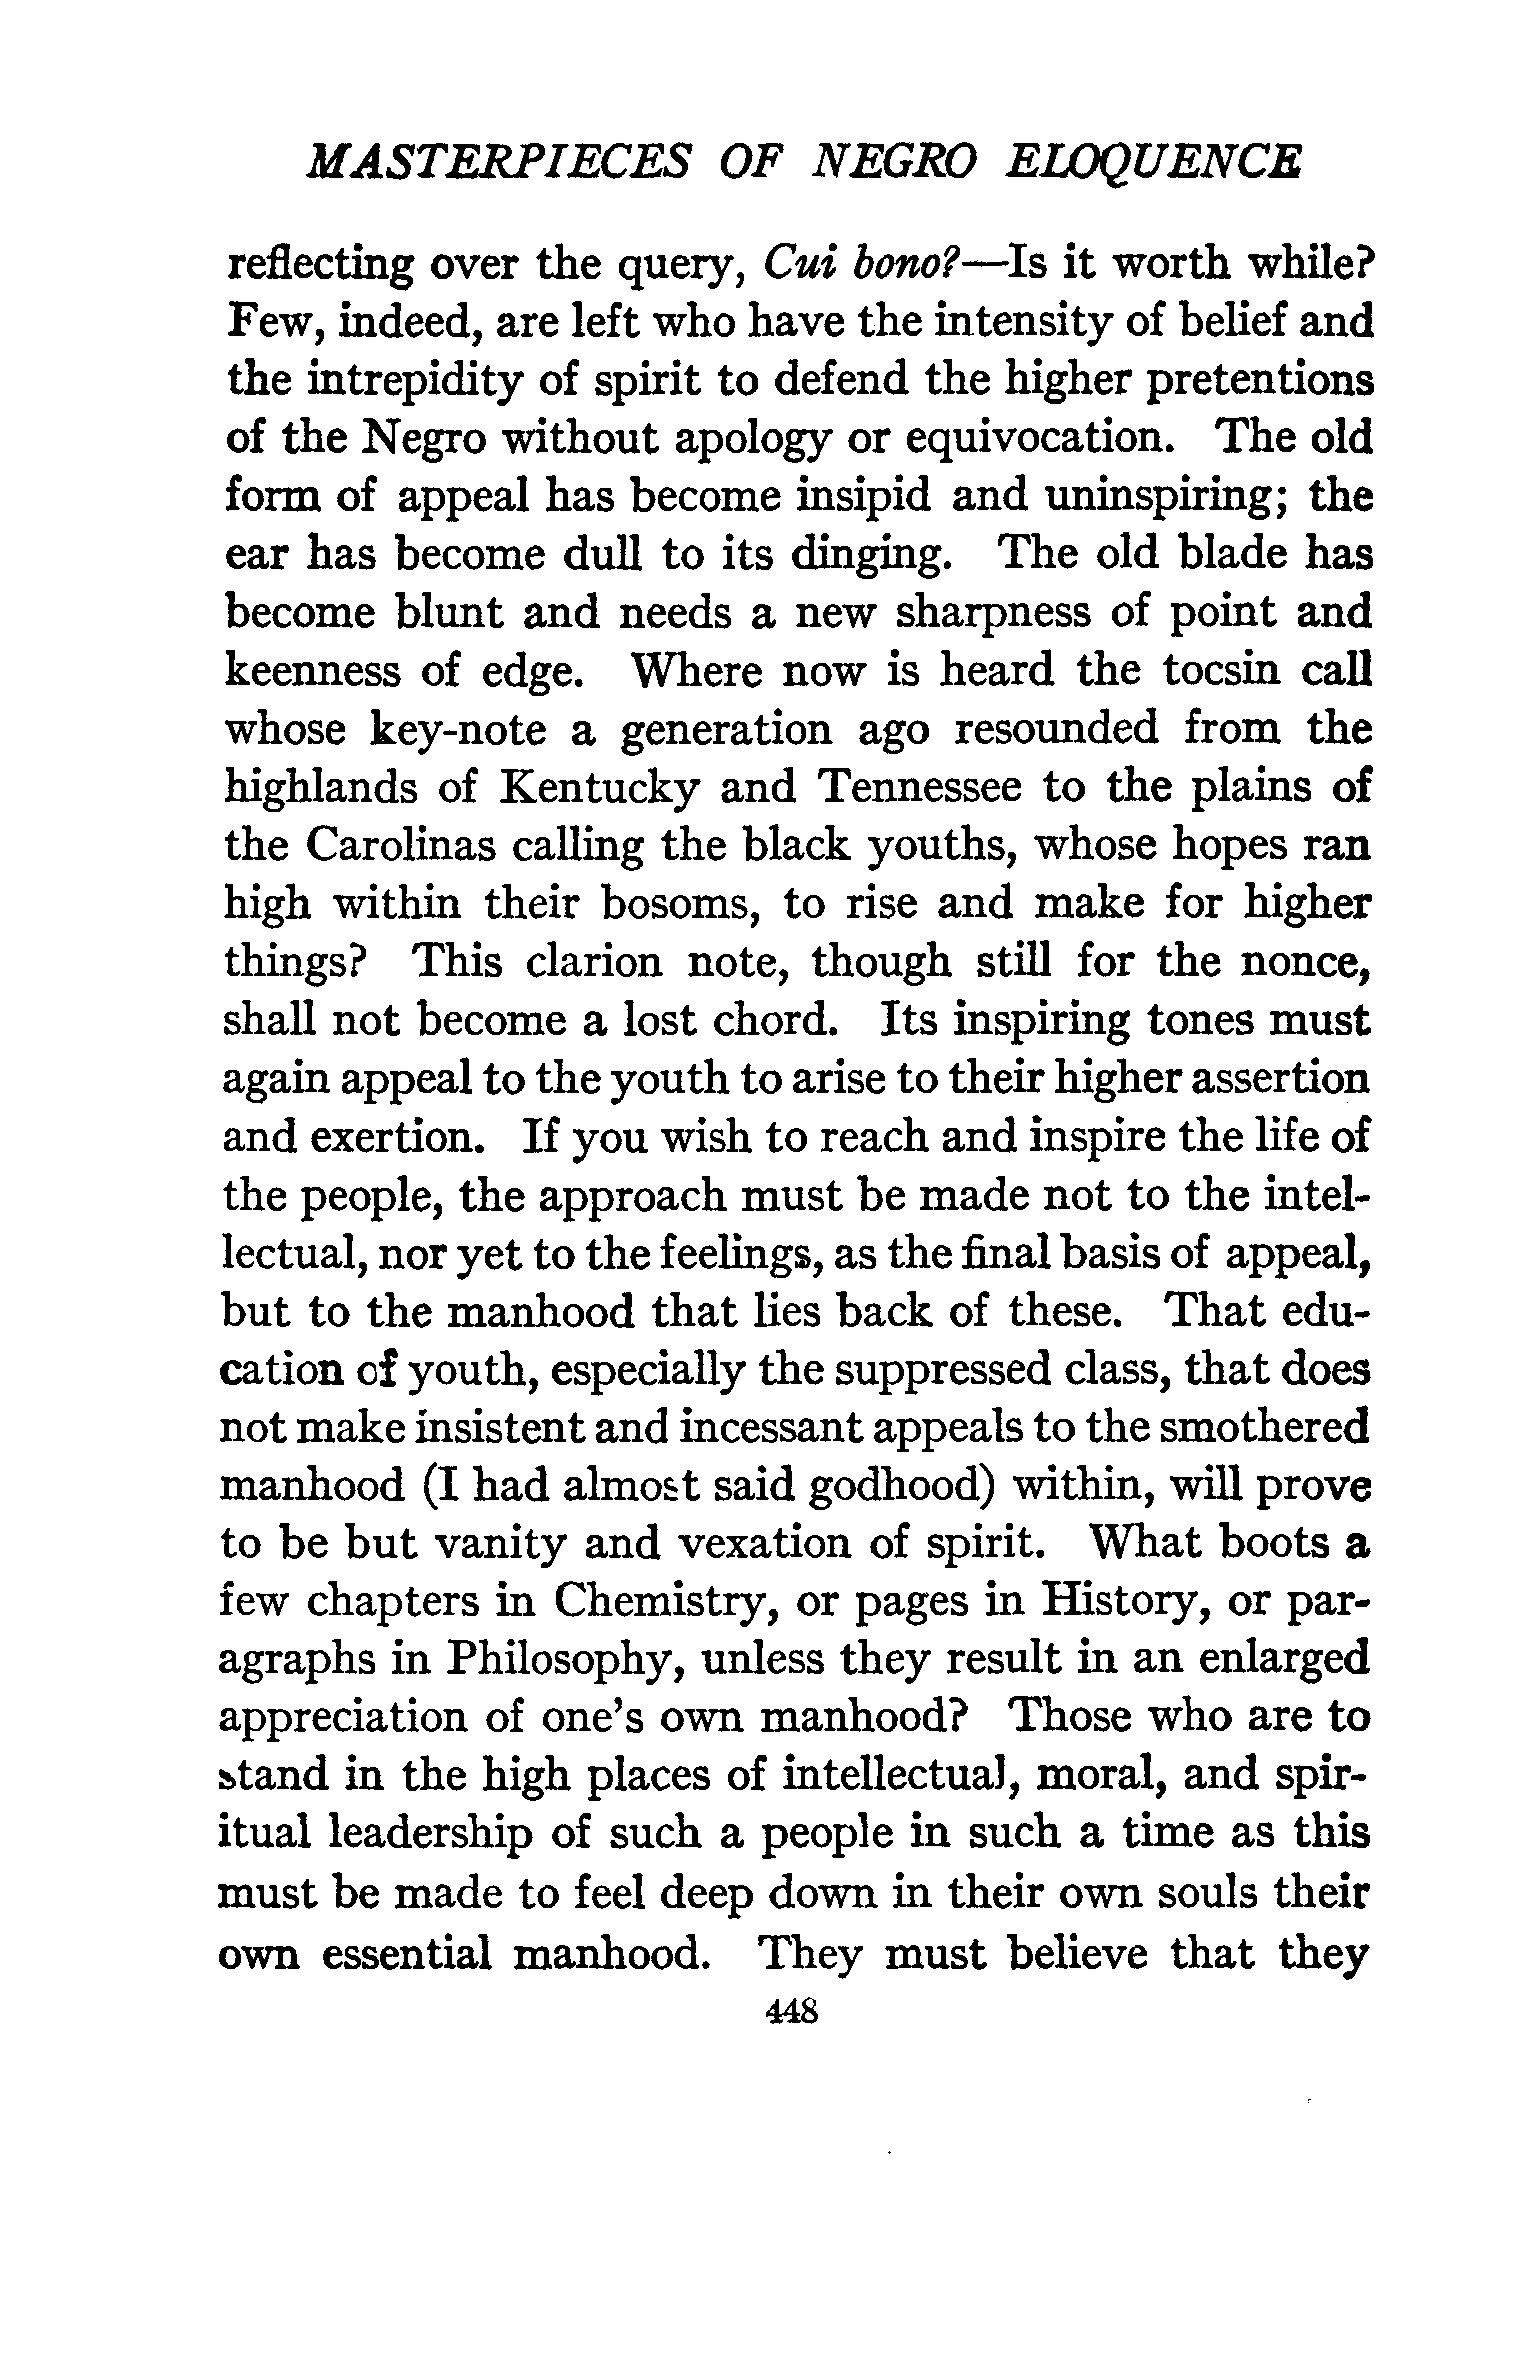 MASTERPIECES OF NEGRO ELOQUENCE
reflecting over the query, Cui bono?—Is it worth while?
Few, indeed, are left who have the intensity of belief and
the intrepidity of spirit to defend the higher pretentions
of the Negro without apology or equivocation. The old
form of appeal has become insipid and uninspiring; the
ear has become dull to its dinging. The old blade has
become blunt and needs a new sharpness of point and
keenness of edge. Where now is heard the tocsin call
whose key-note a generation ago resounded from the
highlands of Kentucky and Tennessee to the plains of
the Carolinas calling the black youths, whose hopes ran
high within their bosoms, to rise and make for higher
things? This clarion note, though still for the nonce,
shall not become a lost chord. Its inspiring tones must
again appeal to the youth to arise to their higher assertion
and exertion. If you wish to reach and inspire the life of
the people, the approach must be made not to the intel-
lectual, nor yet to the feelings, as the final basis of appeal,
but to the manhood that lies back of these. That edu-
cation of youth, especially the suppressed class, that does
not make insistent and incessant appeals to the smothered
manhood (I had almost said godhood) within, will prove
to be but vanity and vexation of spirit. What boots a
few chapters in Chemistry, or pages in History, or par-
agraphs in Philosophy, unless they result in an enlarged
appreciation of one's own manhood? Those who are to
stand in the high places of intellectual, moral, and spir-
itual leadership of such a people in such a time as this
must be made to feel deep down in their own souls their
own essential manhood. They must believe that they
448